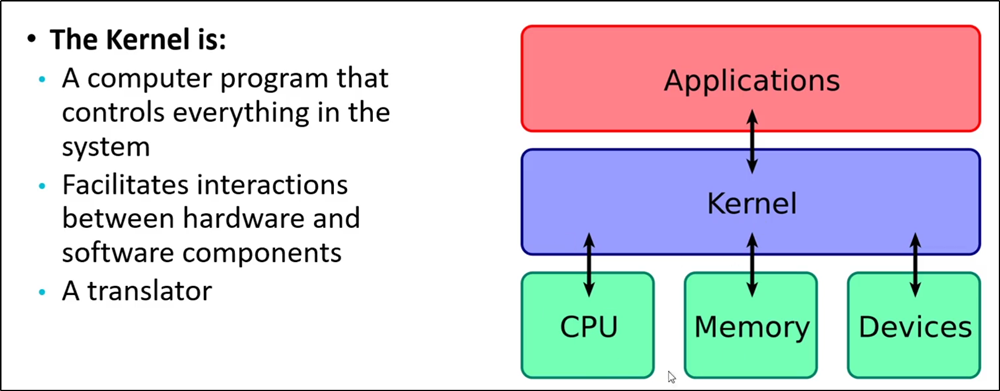 • The Kernel is:
• A computer program that
controls everything in the
system
• Facilitates interactions
between hardware and
software components
• A translator
Applications
Kernel
CPU
Memory
Devices